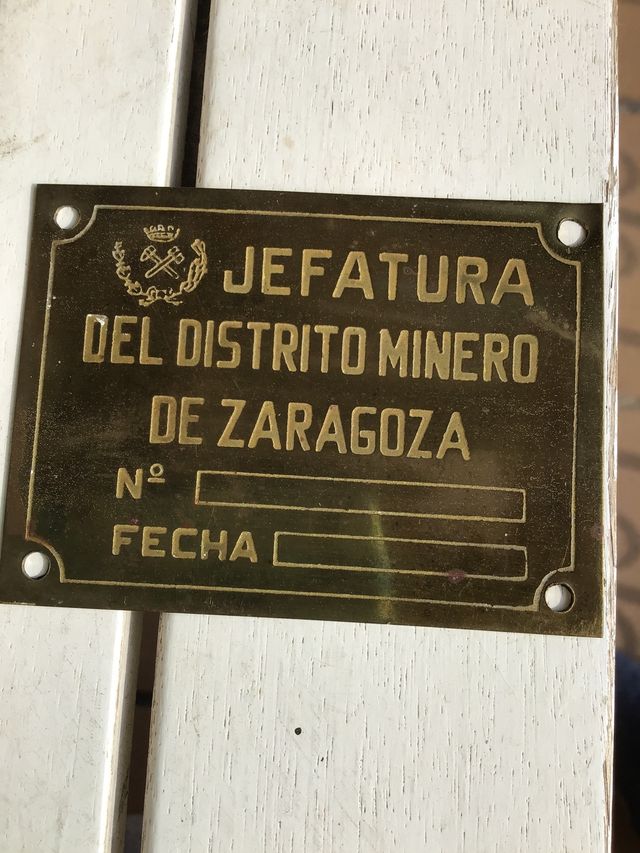 JEFATURA
DEL DISTRITO MINERO
DE ZARAGOZA
Nº
FECHA